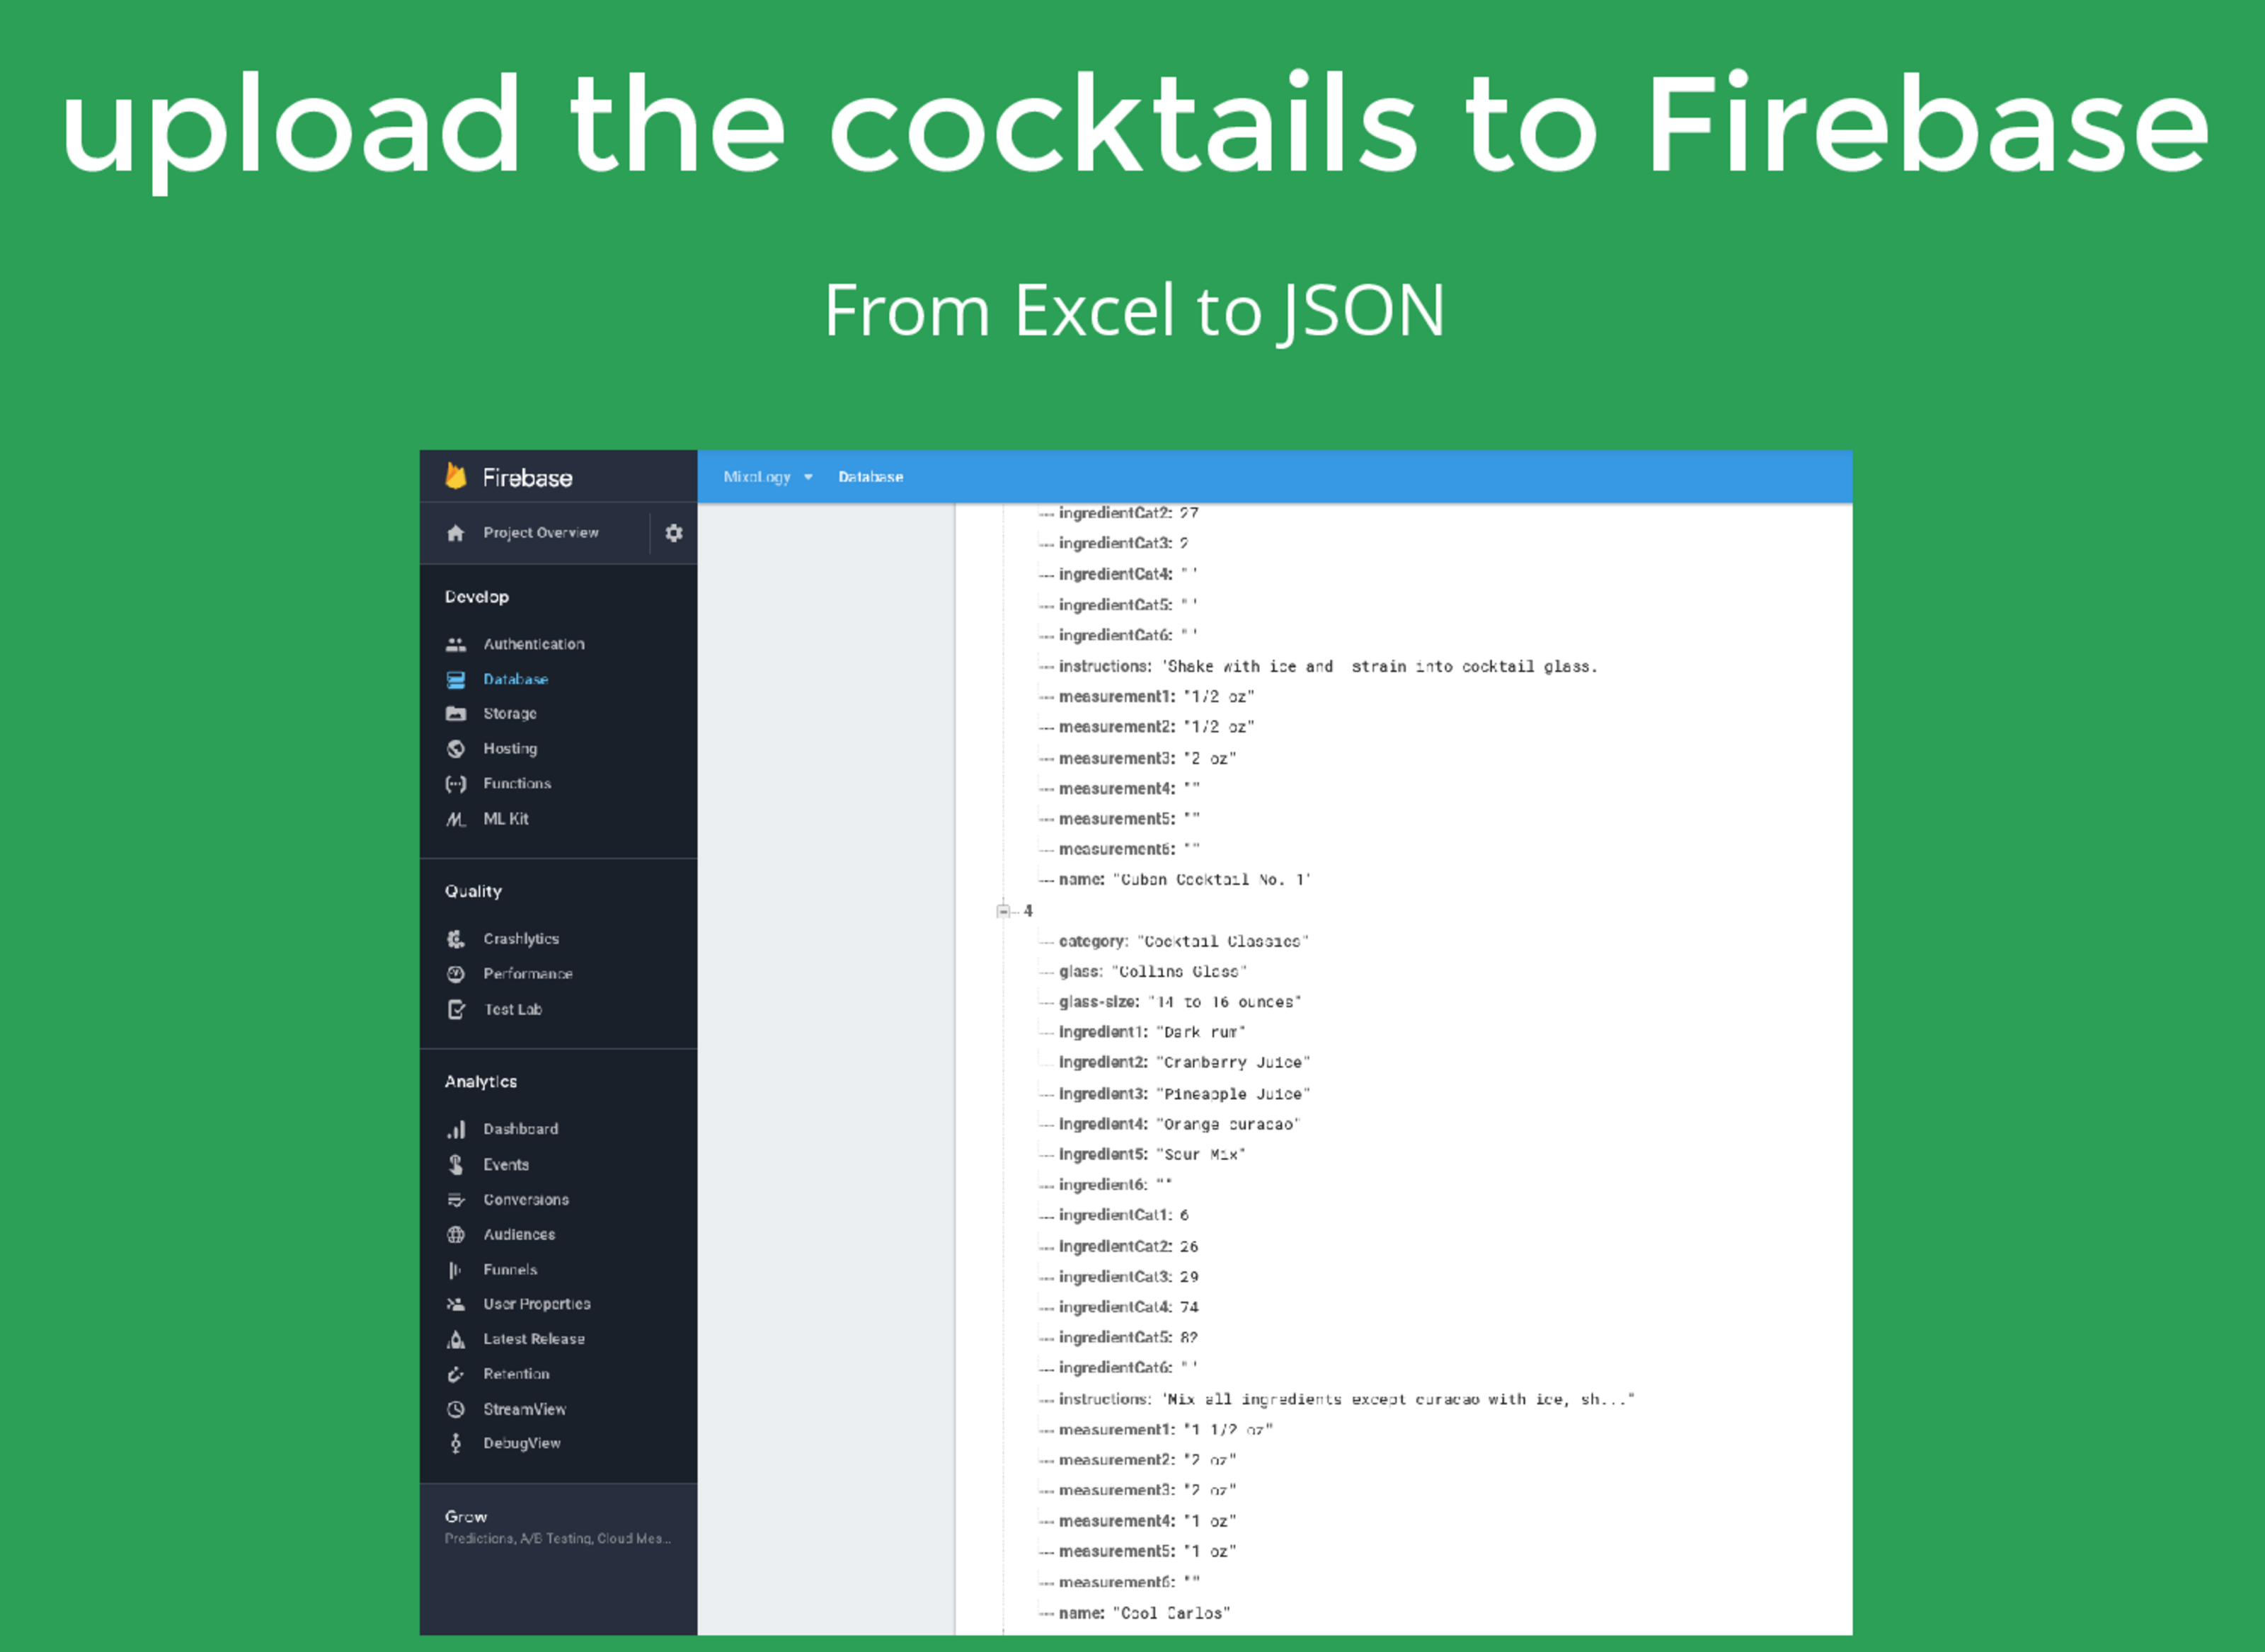 upload the cocktails to Firebase
From Excel to JSON
Firebase
MixoLogy
Database
Project Overview
Develop
Authentication
Database
Storage
Hosting
Functions
ML Kit
Quality
Crashlytics
Performance
Test Lab
Analytics
Dashboard
Events
Conversions
Audiences
Funnels
User Properties
Latest Release
Retention
StreamView
DebugView
Grow
Predictions, A/B Testing, Cloud Mes...
ingredientCat2: 27
ingredientCat3: 2
ingredientCat4: " "
ingredientCat5: " "
ingredientCat6: " "
instructions: "Shake with ice and  strain into cocktail glass.
measurement1: "1/2 oz"
measurement2: "1/2 oz"
measurement3: "2 oz"
measurement4: ""
measurement5: ""
measurement6: ""
name: "Cuban Cocktail No. 1"
4
category: "Cocktail Classics"
glass: "Collins Glass"
glass-size: "14 to 16 ounces"
ingredient1: "Dark rum"
ingredient2: "Cranberry Juice"
ingredient3: "Pineapple Juice"
ingredient4: "Orange curacao"
ingredient5: "Sour Mix"
ingredient6: ""
ingredientCat1: 6
ingredientCat2: 26
ingredientCat3: 29
ingredientCat4: 74
ingredientCat5: 82
ingredientCat6: " "
instructions: "Mix all ingredients except curacao with ice, sh..."
measurement1: "1 1/2 oz"
measurement2: "2 oz"
measurement3: "2 oz"
measurement4: "1 oz"
measurement5: "1 oz"
measurement6: ""
name: "Cool Carlos"